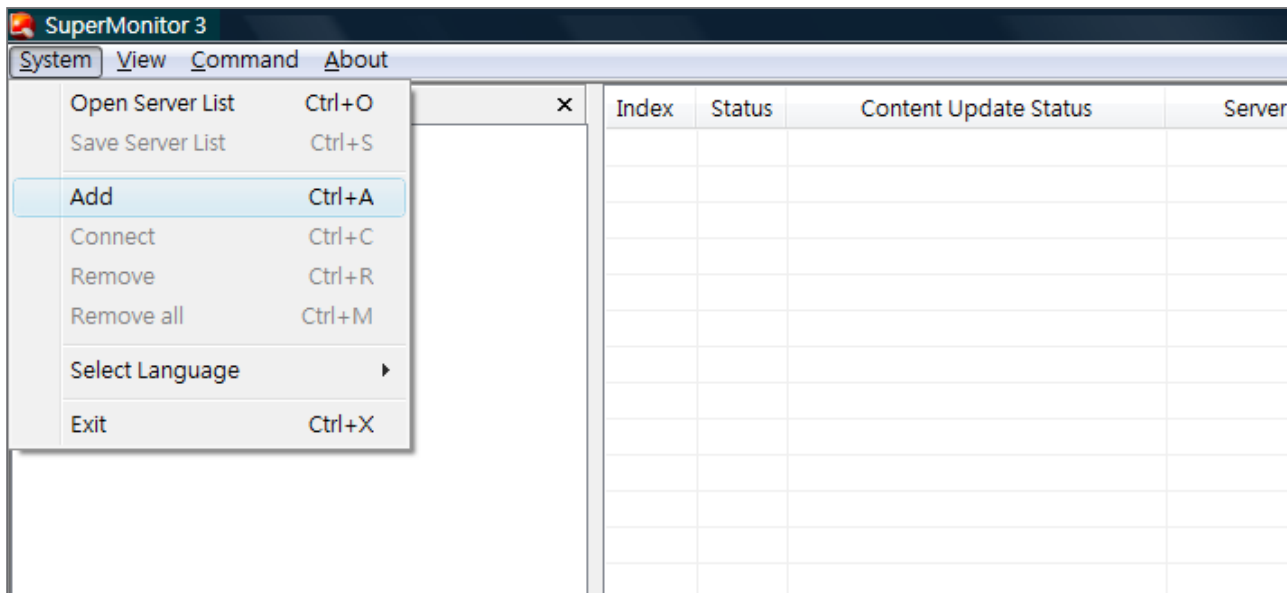 SuperMonitor 3
System View Command About
Open Server List Ctrl+O
Save Server List Ctrl+S
Add Ctrl+A
Connect Ctrl+C
Remove Ctrl+R
Remove all Ctrl+M
Select Language
Exit Ctrl+X
Index Status Content Update Status Server